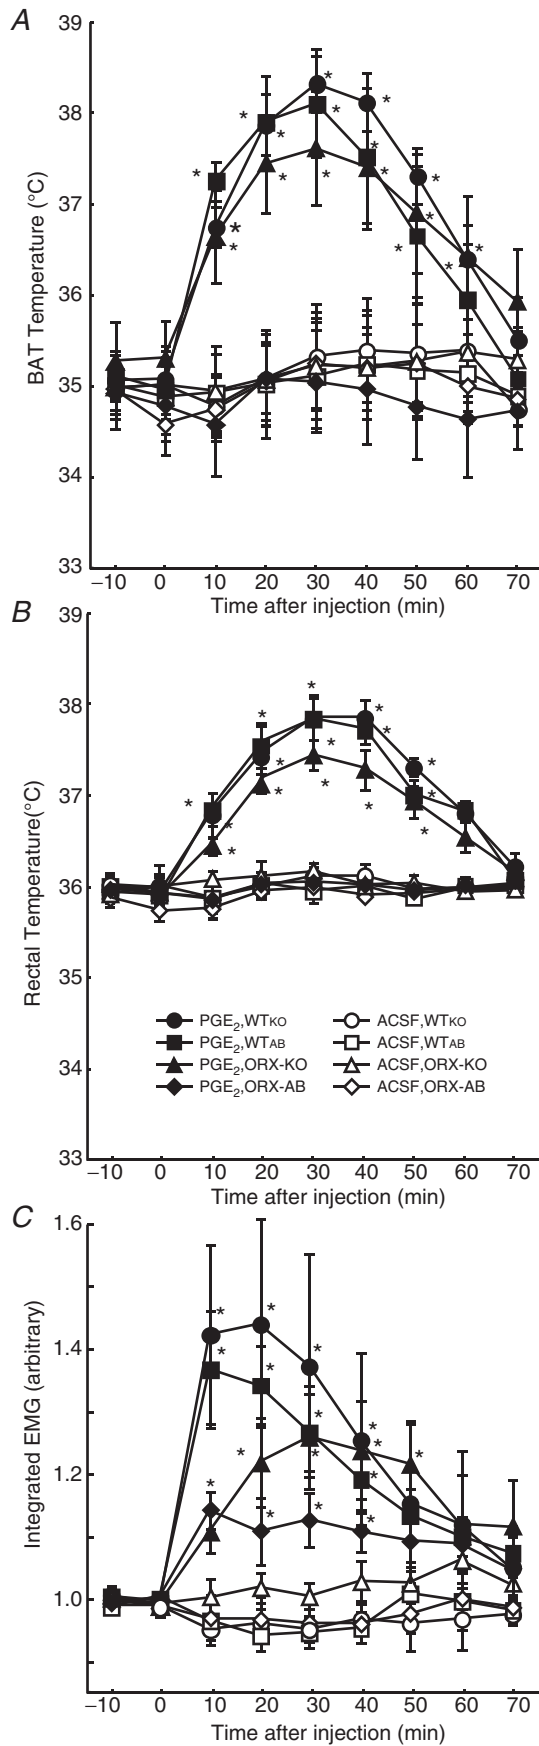 A
39
38
37
36
35
34
33
BAT Temperature (°C)
−10 0 10 20 30 40 50 60 70
Time after injection (min)
B
39
38
37
36
35
34
33
Rectal Temperature(°C)
PGE2,WTKO ACSF,WTKO
PGE2,WTAB ACSF,WTAB
PGE2,ORX-KO ACSF,ORX-KO
PGE2,ORX-AB ACSF,ORX-AB
−10 0 10 20 30 40 50 60 70
Time after injection (min)
C
1.6
1.4
1.2
1.0
Integrated EMG (arbitrary)
−10 0 10 20 30 40 50 60 70
Time after injection (min)